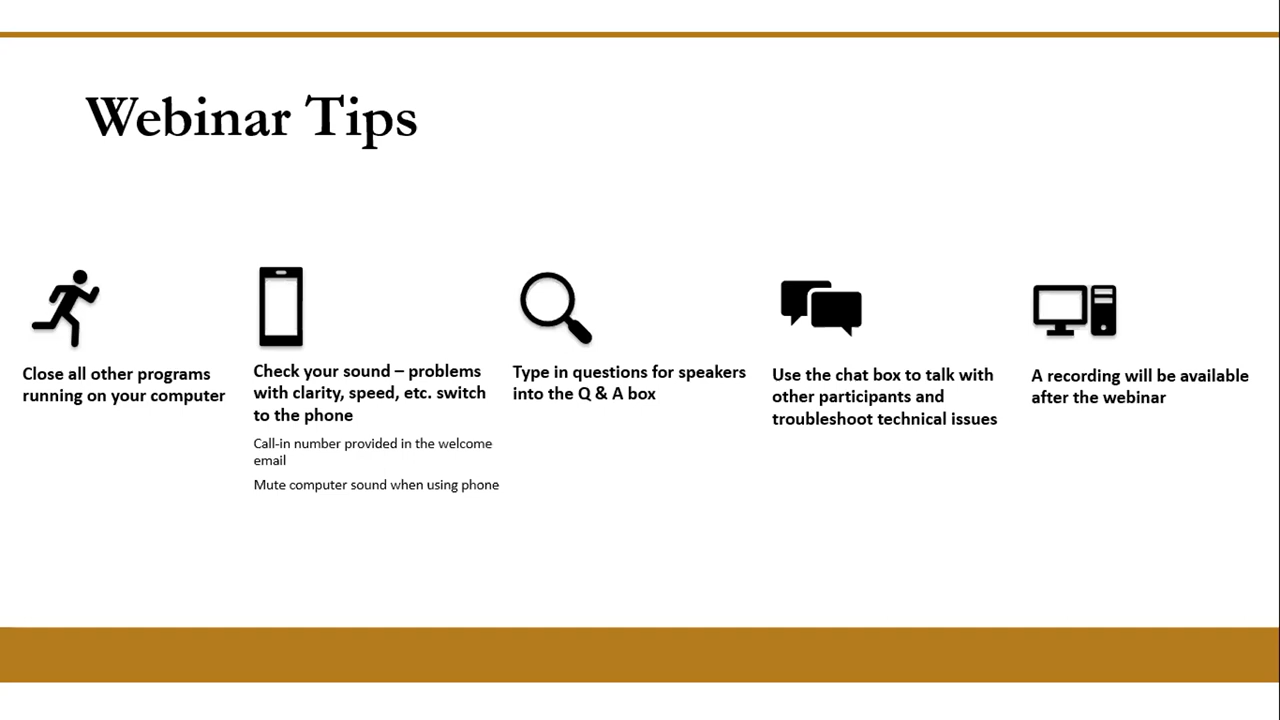 Webinar Tips
Close all other programs
running on your computer
Check your sound – problems
with clarity, speed, etc. switch
to the phone
Call-in number provided in the welcome
email
Mute computer sound when using phone
Type in questions for speakers
into the Q & A box
Use the chat box to talk with
other participants and
troubleshoot technical issues
A recording will be available
after the webinar